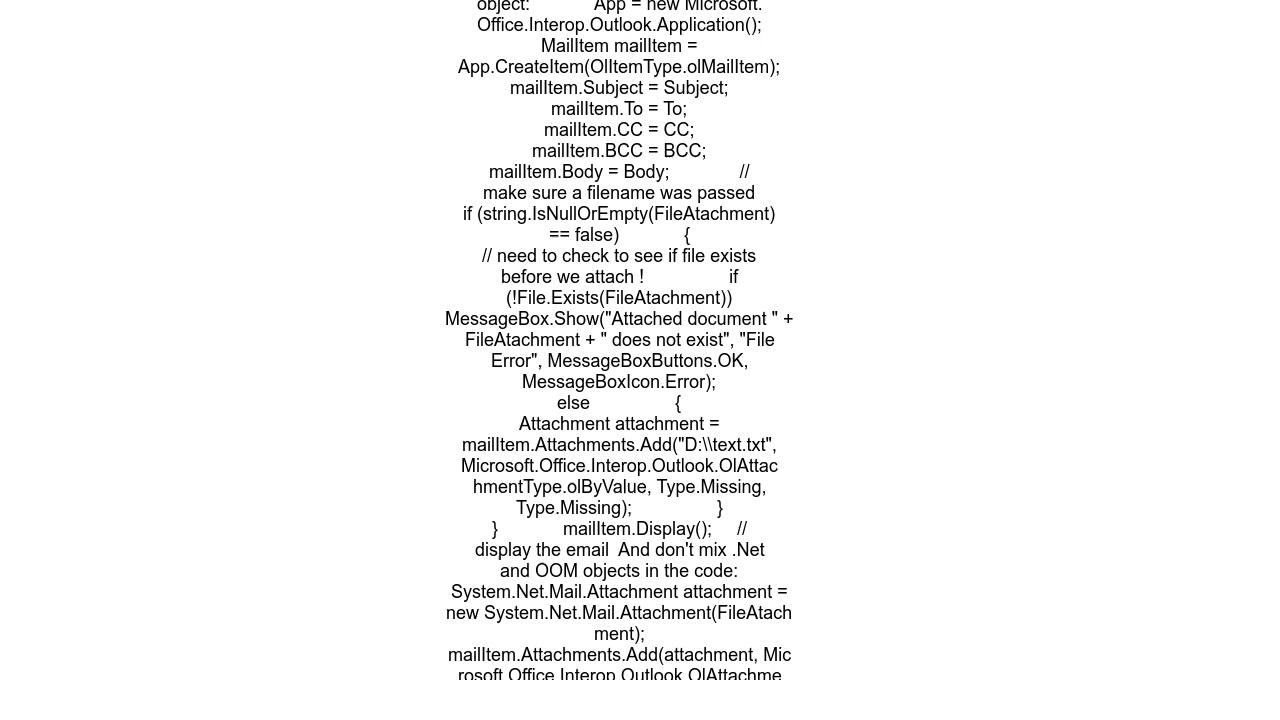 object: App = new Microsoft.
Office.Interop.Outlook.Application();
MailItem mailItem =
App.CreateItem(OlItemType.olMailItem);
mailItem.Subject = Subject;
mailItem.To = To;
mailItem.CC = CC;
mailItem.BCC = BCC;
mailItem.Body = Body; //
make sure a filename was passed
if (string.IsNullOrEmpty(FileAtachment)
== false) {
// need to check to see if file exists
before we attach ! if
(!File.Exists(FileAtachment))
MessageBox.Show("Attached document " +
FileAtachment + " does not exist", "File
Error", MessageBoxButtons.OK,
MessageBoxIcon.Error);
else {
Attachment attachment =
mailItem.Attachments.Add("D:\\text.txt",
Microsoft.Office.Interop.Outlook.OlAttac
hmentType.olByValue, Type.Missing,
Type.Missing); }
} mailItem.Display(); //
display the email And don't mix .Net
and OOM objects in the code:
System.Net.Mail.Attachment attachment =
new System.Net.Mail.Attachment(FileAtach
ment);
mailItem.Attachments.Add(attachment, Mic
rosoft.Office.Interop.Outlook.OlAttachme